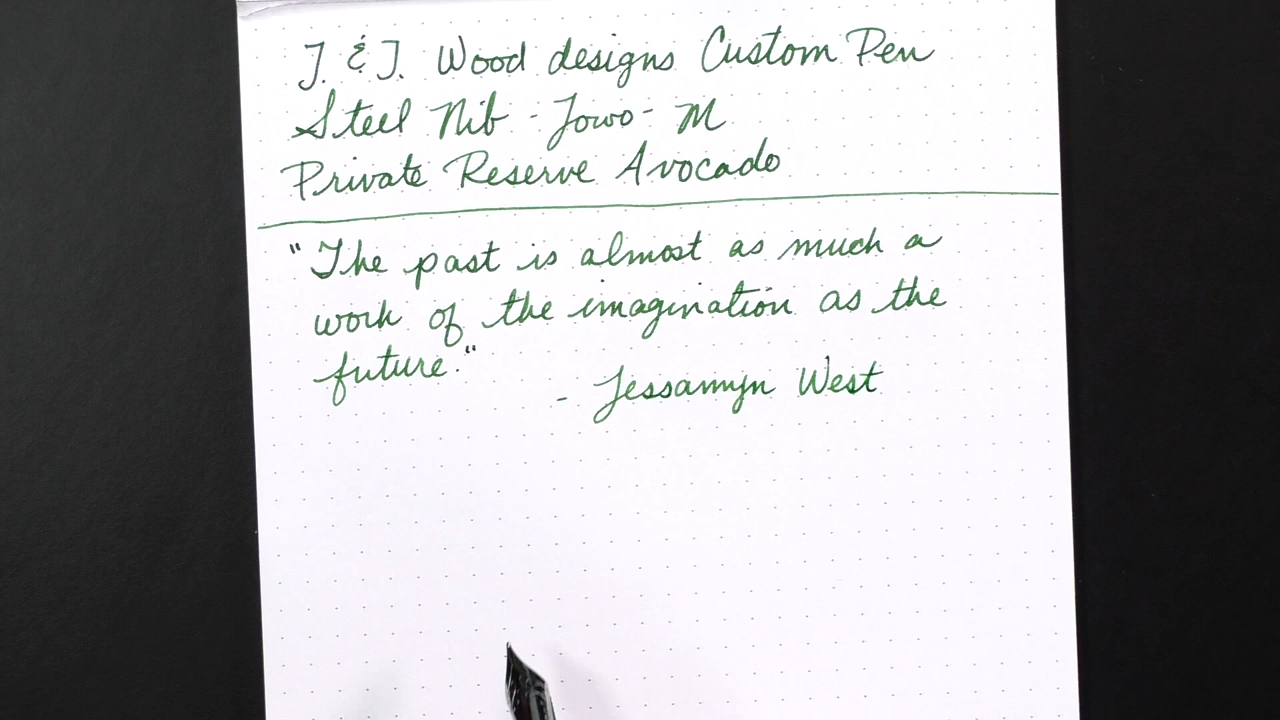 J. & J. Wood designs Custom Pen
Steel Nib - Jowo - M
Private Reserve Avocado
"The past is almost as much a
work of the imagination as the
future."
- Jessamyn West